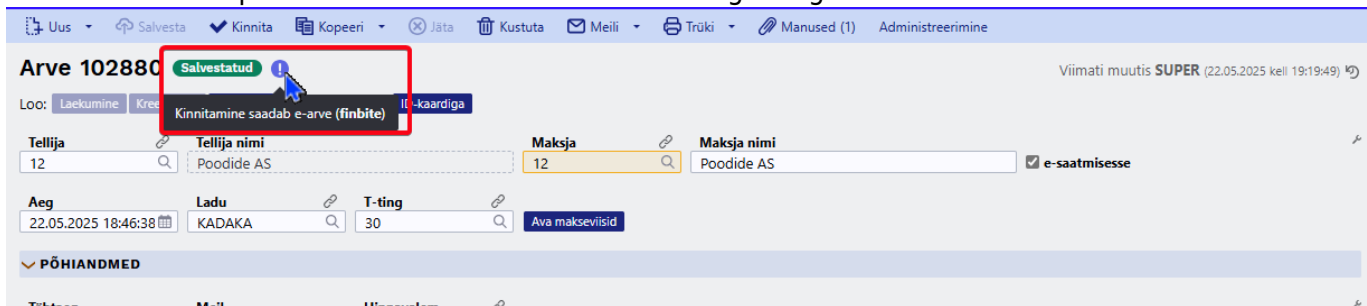 Uus Salvesta Kinnita Kopeeri Jäta Kustuta Meili Trüki Manused (1) Administreerimine
Arve 102880 Salvestatud ! Viimati muutis SUPER (22.05.2025 kell 19:19:49)
Loo: Laekumine ID-kaardiga
Kinnitamine saadab e-arve (finbite)
Tellija Tellija nimi Maksja Maksja nimi
12 Poodide AS 12 Poodide AS e-saatmisesse
Aeg Ladu T-ting
22.05.2025 18:46:38 KADAKA 30 Ava makseviisid
PÕHIANDMED